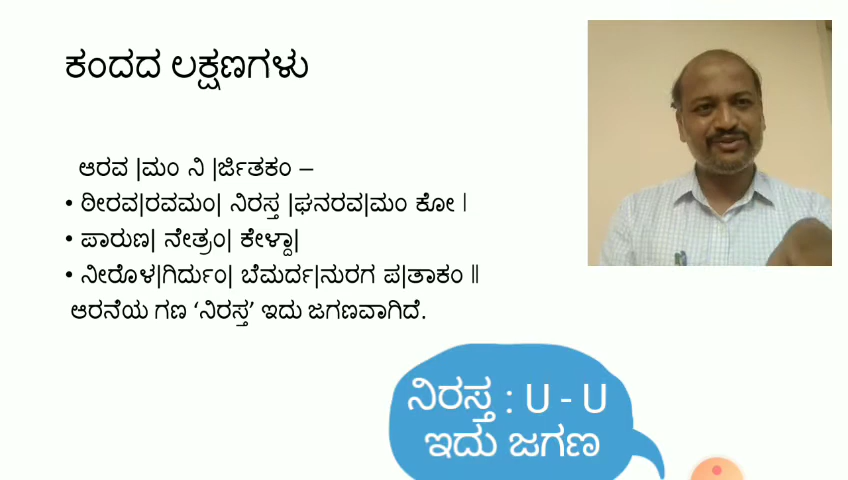 ಕಂದದ ಲಕ್ಷಣಗಳು
ಆರವ |ಮಂ ನಿ |ರ್ಜಿತಕಂ –
• ಠೀರವ|ರವಮಂ| ನಿರಸ್ತ |ಘನರವ|ಮಂ ಕೋ |
• ಪಾರುಣ| ನೇತ್ರಂ| ಕೇಳ್ದಾ|
• ನೀರೊಳ|ಗಿರ್ದುಂ| ಬೆಮರ್ದ|ನುರಗ ಪ|ತಾಕಂ ||
ಆರನೆಯ ಗಣ ‘ನಿರಸ್ತ’ ಇದು ಜಗಣವಾಗಿದೆ.
ನಿರಸ್ತ : U - U
ಇದು ಜಗಣ